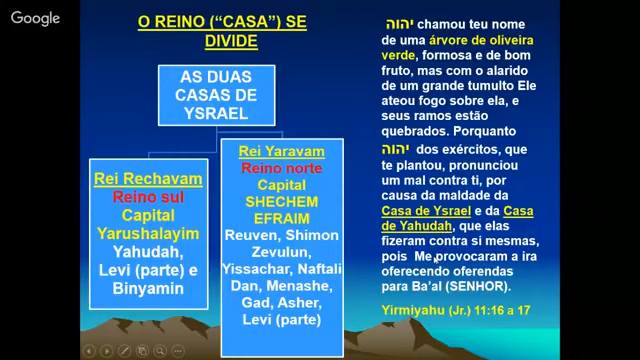 Google
O REINO (“CASA”) SE
DIVIDE
AS DUAS
CASAS DE
YSRAEL
Rei Rechavam
Reino sul
Capital
Yarushalayim
Yahudah,
Levi (parte) e
Binyamin
Rei Yaravam
Reino norte
Capital
SHECHEM
EFRAIM
Reuven, Shimon
Zevulun,
Yissachar, Naftali
Dan, Menashe,
Gad, Asher,
Levi (parte)
יהוה chamou teu nome
de uma árvore de oliveira
verde, formosa e de bom
fruto, mas com o alarido
de um grande tumulto Ele
ateou fogo sobre ela, e
seus ramos estão
quebrados. Porquanto
יהוה dos exércitos, que
te plantou, pronunciou
um mal contra ti, por
causa da maldade da
Casa de Ysrael e da Casa
de Yahudah, que elas
fizeram contra si mesmas,
pois Me provocaram a ira
oferecendo oferendas
para Ba’al (SENHOR).
Yirmiyahu (Jr.) 11:16 a 17